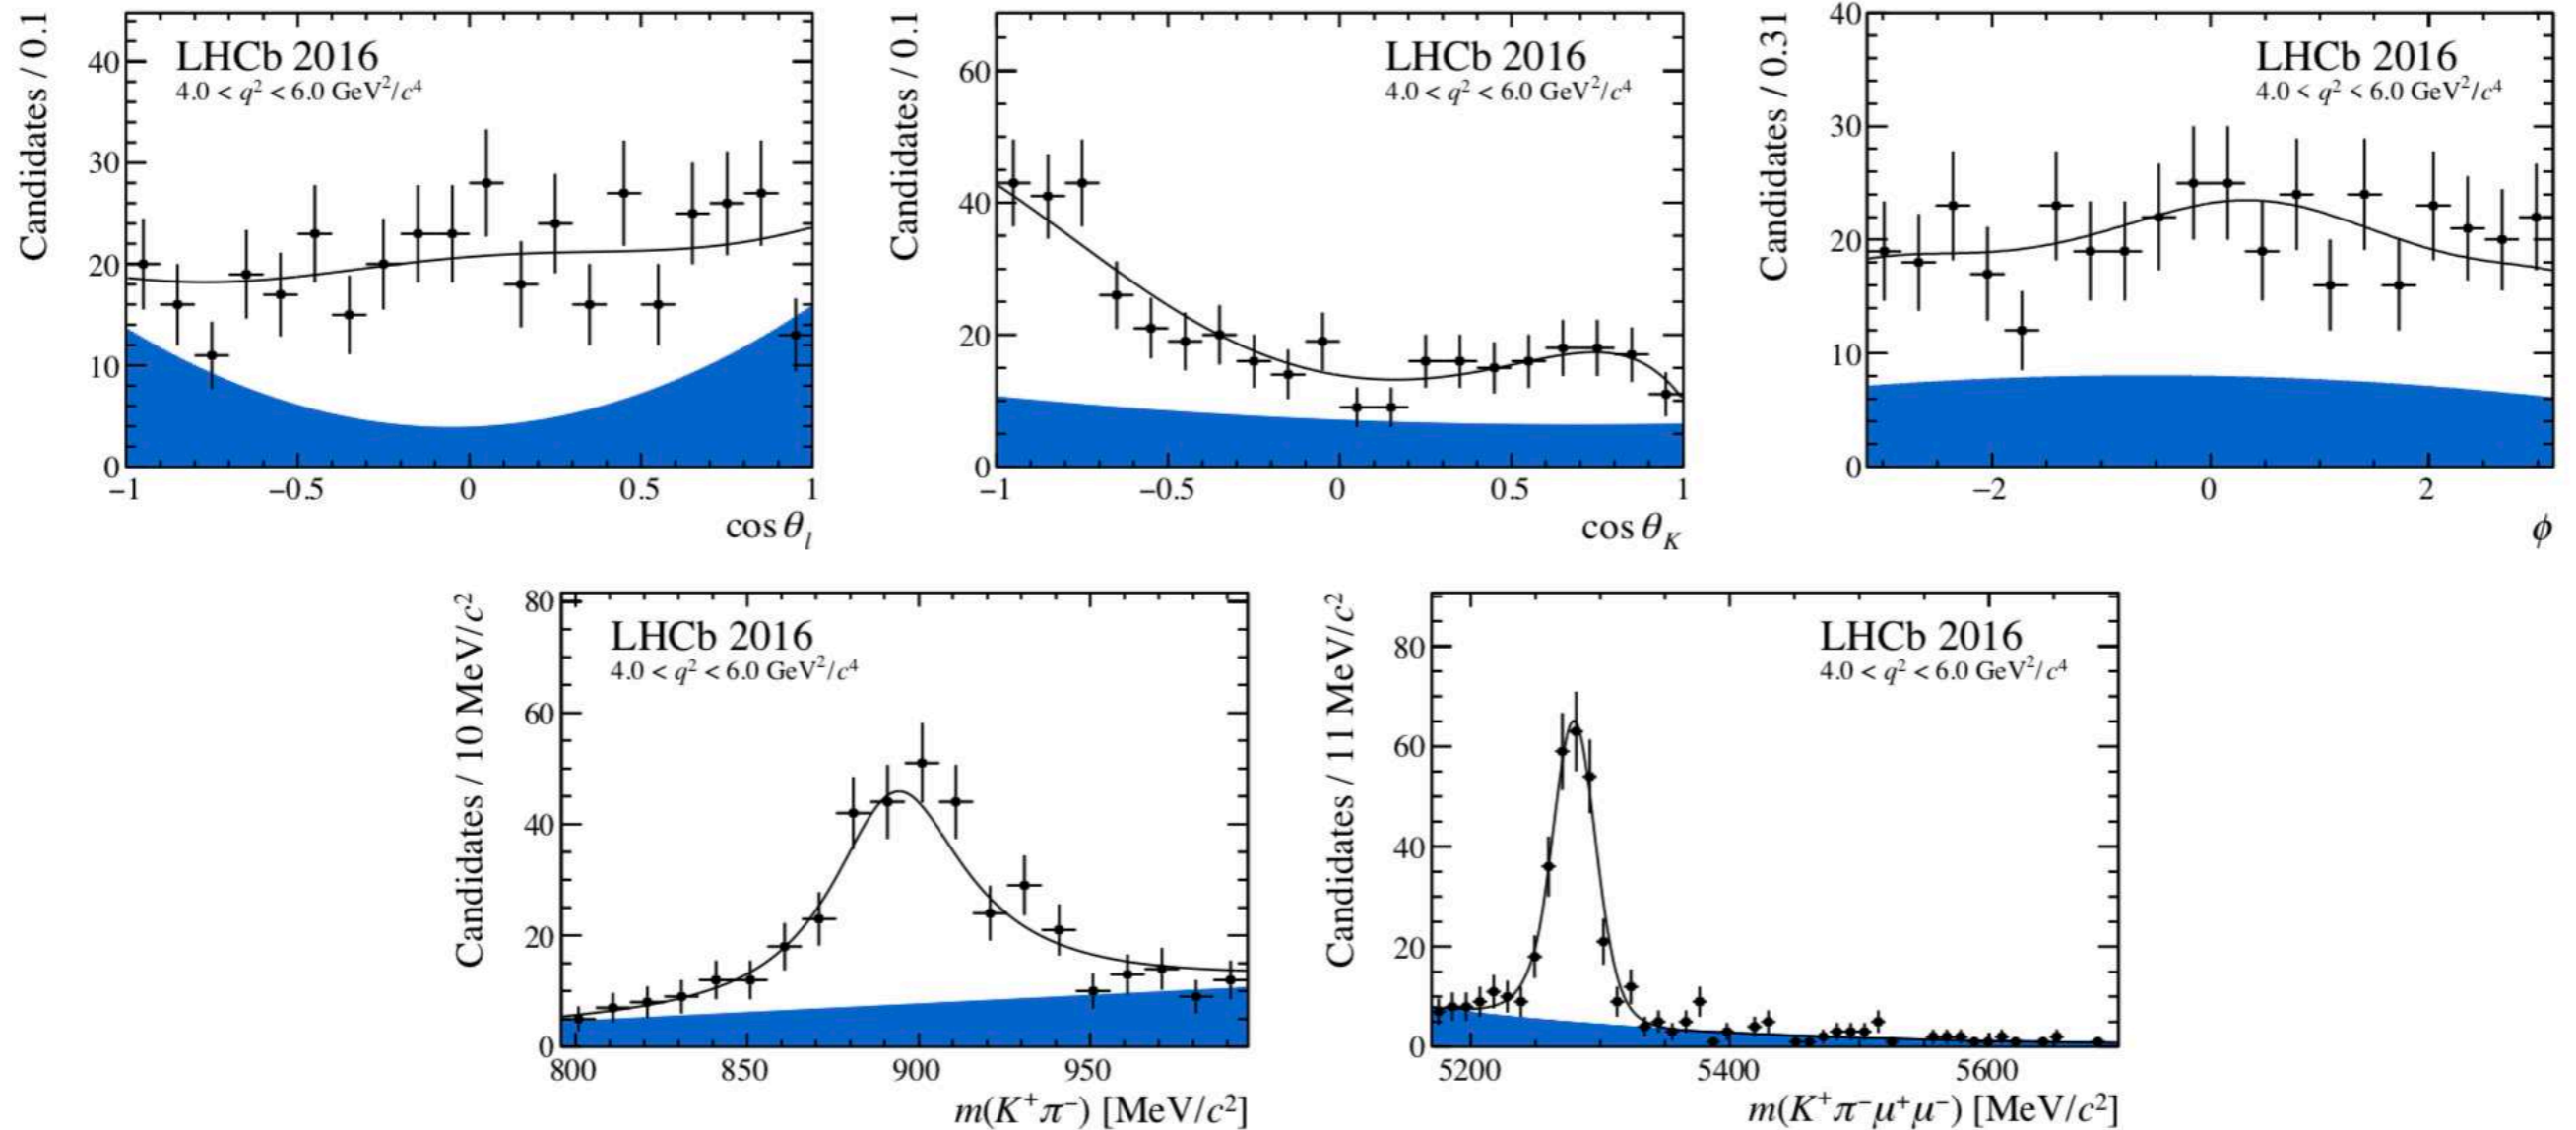 Candidates / 0.1
LHCb 2016
4.0 < q² < 6.0 GeV²/c⁴
40
30
20
10
0
−1
−0.5
0
0.5
1
cos θ_l
Candidates / 0.1
LHCb 2016
4.0 < q² < 6.0 GeV²/c⁴
60
40
20
0
−1
−0.5
0
0.5
1
cos θ_K
Candidates / 0.31
LHCb 2016
4.0 < q² < 6.0 GeV²/c⁴
40
30
20
10
0
−2
0
2
ϕ
Candidates / 10 MeV/c²
LHCb 2016
4.0 < q² < 6.0 GeV²/c⁴
80
60
40
20
0
800
850
900
950
m(K⁺π⁻) [MeV/c²]
Candidates / 11 MeV/c²
LHCb 2016
4.0 < q² < 6.0 GeV²/c⁴
80
60
40
20
0
5200
5400
5600
m(K⁺π⁻μ⁺μ⁻) [MeV/c²]